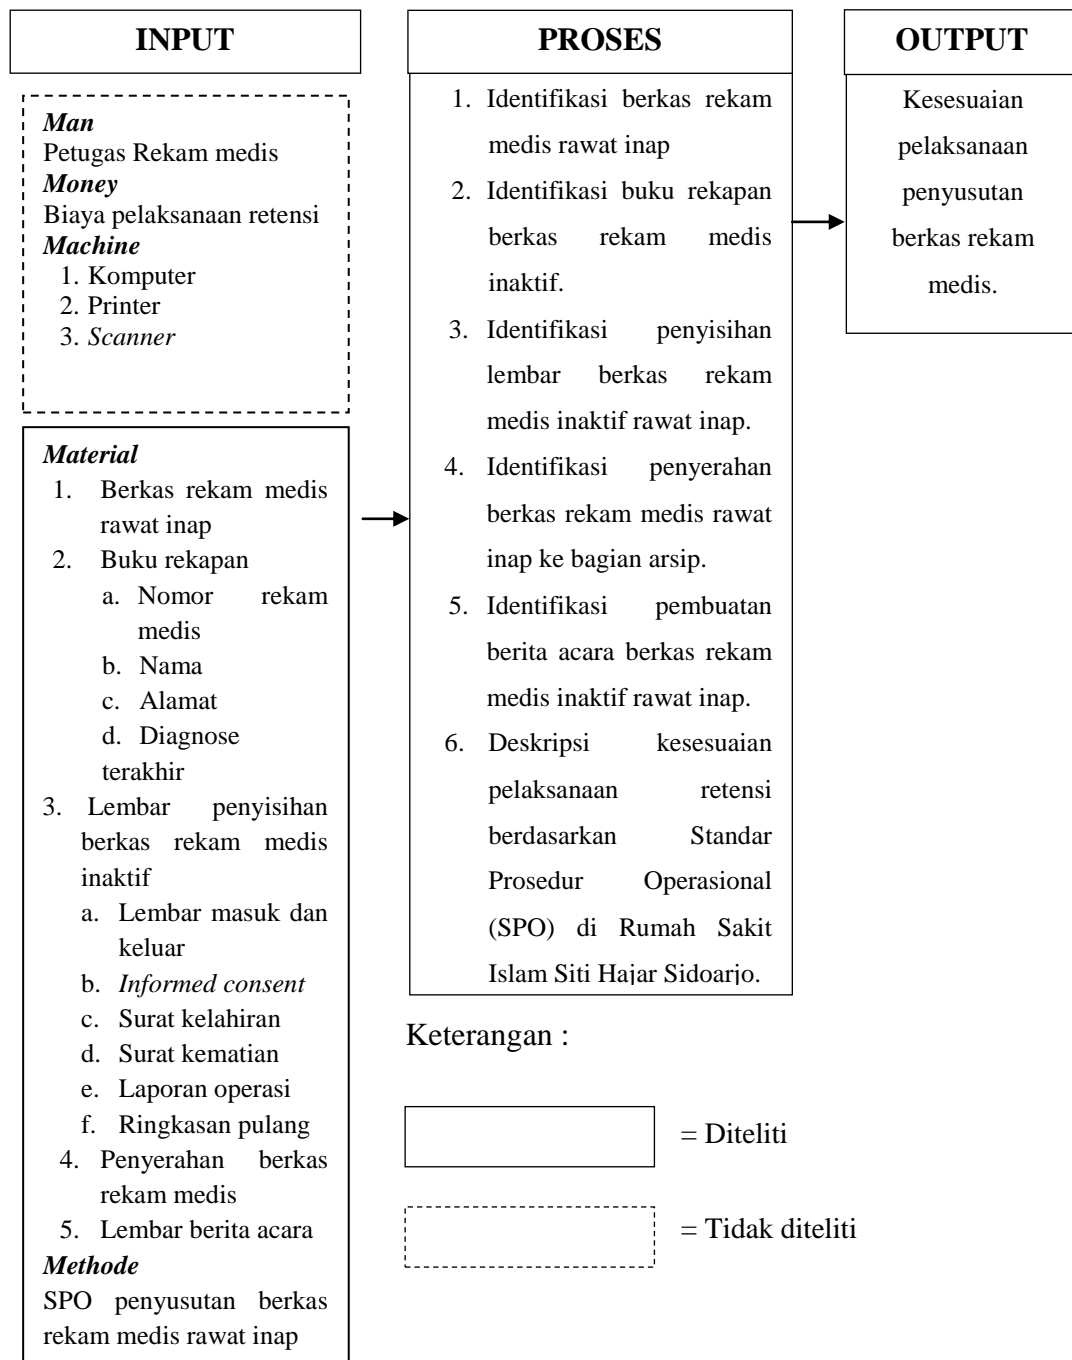 INPUT
Man
Petugas Rekam medis
Money
Biaya pelaksanaan retensi
Machine
1. Komputer
2. Printer
3. Scanner
Material
1. Berkas rekam medis
rawat inap
2. Buku rekapan
a. Nomor rekam
medis
b. Nama
c. Alamat
d. Diagnose
terakhir
3. Lembar penyisihan
berkas rekam medis
inaktif
a. Lembar masuk dan
keluar
b. Informed consent
c. Surat kelahiran
d. Surat kematian
e. Laporan operasi
f. Ringkasan pulang
4. Penyerahan berkas
rekam medis
5. Lembar berita acara
Methode
SPO penyusutan berkas
rekam medis rawat inap
PROSES
1. Identifikasi berkas rekam
medis rawat inap
2. Identifikasi buku rekapan
berkas rekam medis
inaktif.
3. Identifikasi penyisihan
lembar berkas rekam
medis inaktif rawat inap.
4. Identifikasi penyerahan
berkas rekam medis rawat
inap ke bagian arsip.
5. Identifikasi pembuatan
berita acara berkas rekam
medis inaktif rawat inap.
6. Deskripsi kesesuaian
pelaksanaan retensi
berdasarkan Standar
Prosedur Operasional
(SPO) di Rumah Sakit
Islam Siti Hajar Sidoarjo.
OUTPUT
Kesesuaian
pelaksanaan
penyusutan
berkas rekam
medis.
Keterangan :
= Diteliti
= Tidak diteliti